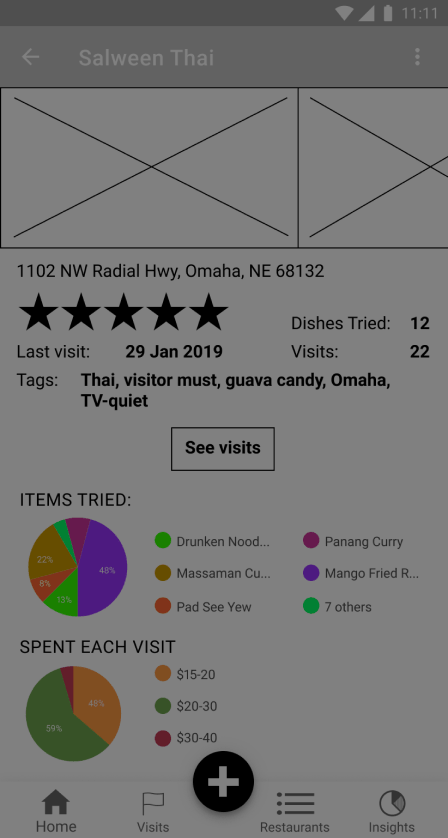 11:11
Salween Thai
1102 NW Radial Hwy, Omaha, NE 68132
Dishes Tried: 12
Last visit: 29 Jan 2019 Visits: 22
Tags: Thai, visitor must, guava candy, Omaha,
TV-quiet
See visits
ITEMS TRIED:
22% 48%
8%
13%
Drunken Nood... Panang Curry
Massaman Cu... Mango Fried R...
Pad See Yew 7 others
SPENT EACH VISIT
48%
59%
$15-20
$20-30
$30-40
Home Visits Restaurants Insights